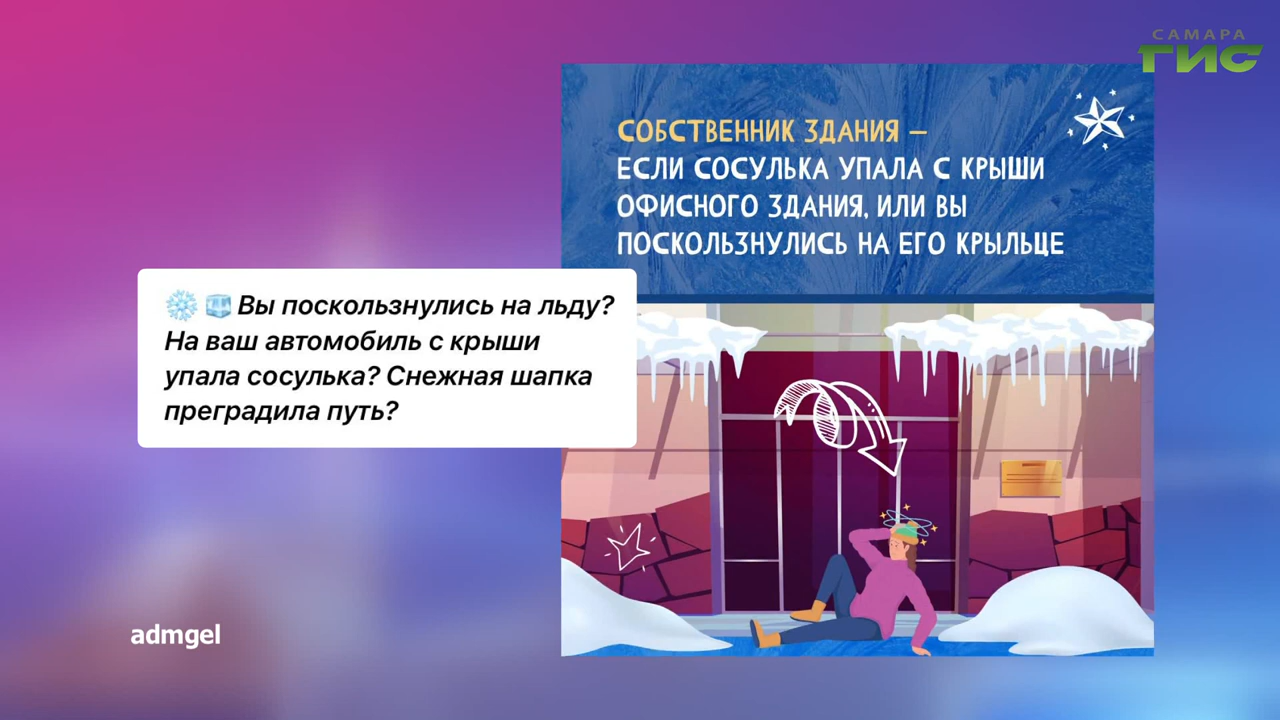 САМАРА
ГИС
СОБСТВЕННИК ЗДАНИЯ –
ЕСЛИ СОСУЛЬКА УПАЛА С КРЫШИ
ОФИСНОГО ЗДАНИЯ, ИЛИ ВЫ
ПОСКОЛЬЗНУЛИСЬ НА ЕГО КРЫЛЬЦЕ
Вы поскользнулись на льду?
На ваш автомобиль с крыши
упала сосулька? Снежная шапка
преградила путь?
admgel